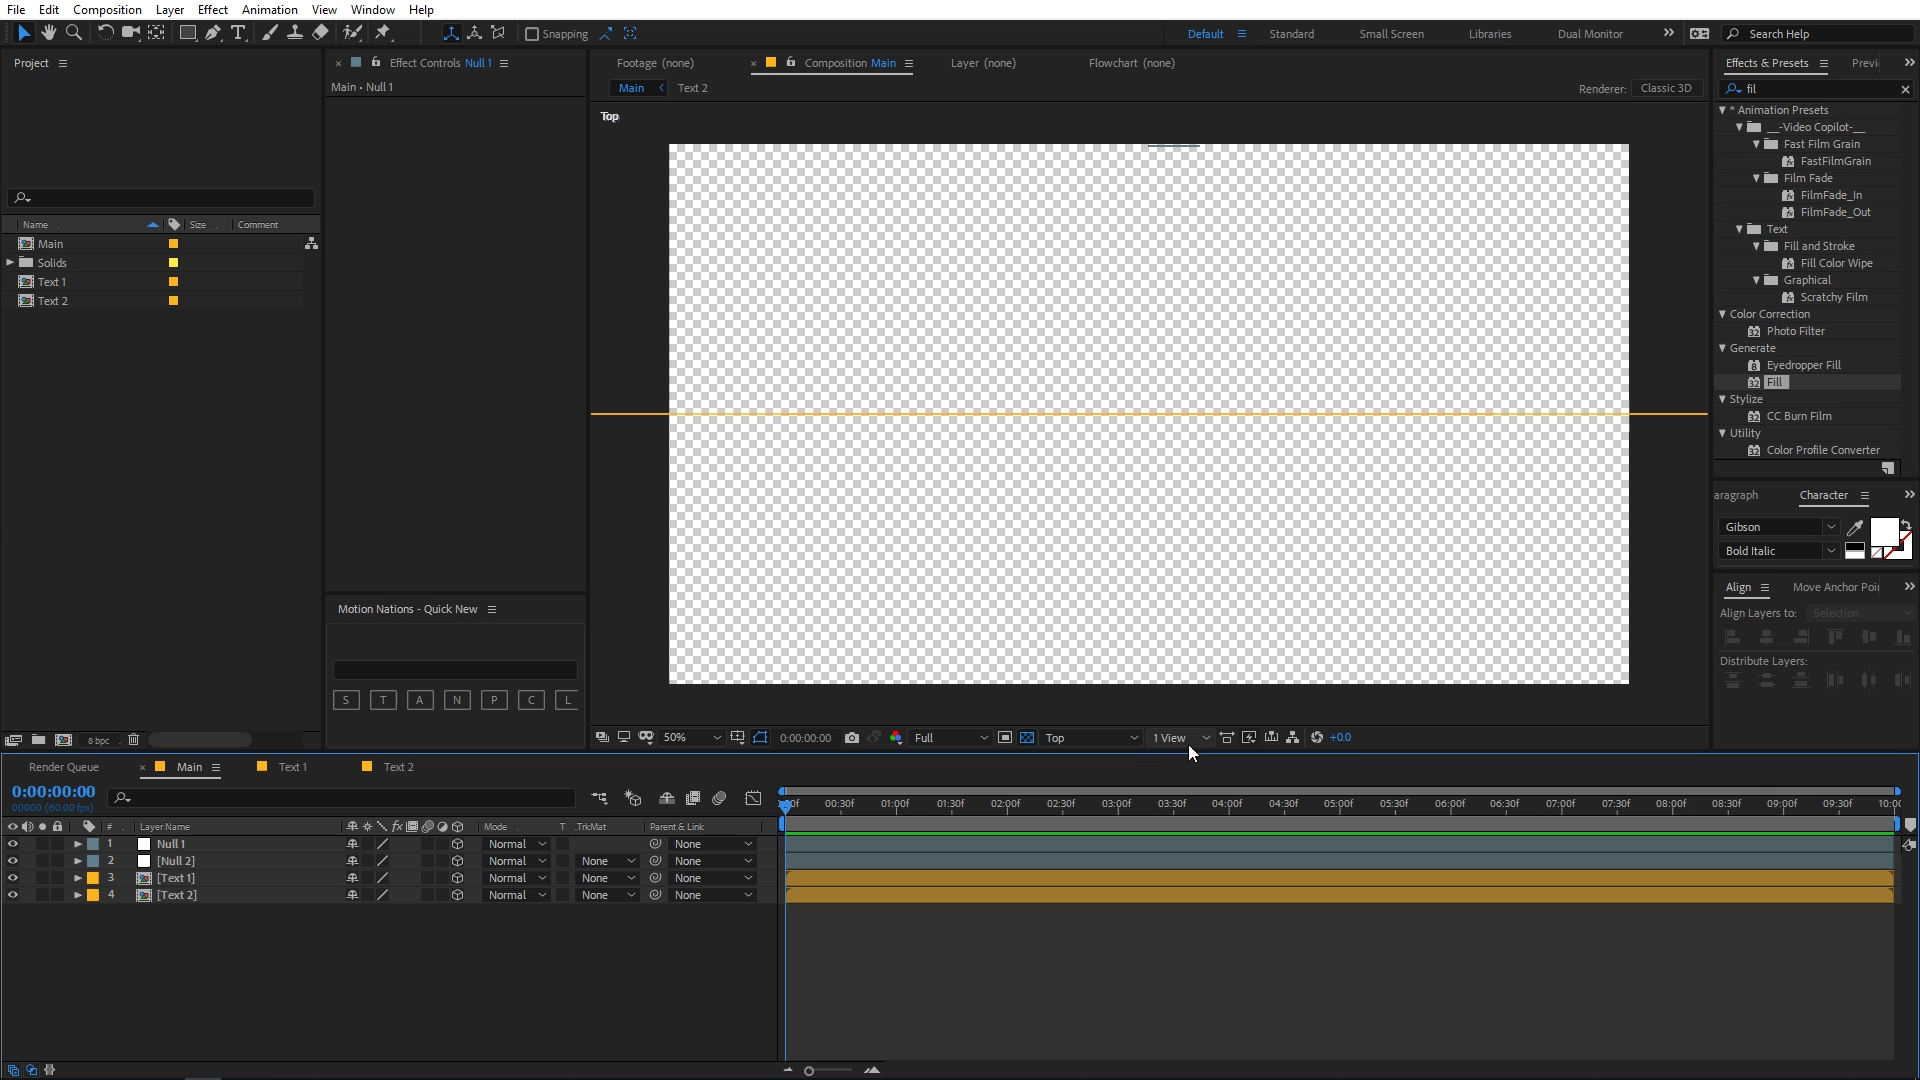 File Edit Composition Layer Effect Animation View Window Help
Snapping
Default Standard Small Screen Libraries Dual Monitor Search Help
Project
Effect Controls Null 1
Main • Null 1
Footage (none)
Composition Main
Layer (none)
Flowchart (none)
Main Text 2
Renderer: Classic 3D
Top
Effects & Presets
fil
* Animation Presets
__-Video Copilot-__
Fast Film Grain
FastFilmGrain
Film Fade
FilmFade_In
FilmFade_Out
Text
Fill and Stroke
Fill Color Wipe
Graphical
Scratchy Film
Color Correction
Photo Filter
Generate
Eyedropper Fill
Fill
Stylize
CC Burn Film
Utility
Color Profile Converter
Name Size Comment
Main
Solids
Text 1
Text 2
Character
Gibson
Bold Italic
Align
Align Layers to: Selection
Distribute Layers:
Motion Nations - Quick New
S T A N P C L
8 bpc
50% 0:00:00:00 Full Top 1 View +0.0
Render Queue Main Text 1 Text 2
0:00:00:00
00000 (60.00 fps)
00:30f 01:00f 01:30f 02:00f 02:30f 03:00f 03:30f 04:00f 04:30f 05:00f 05:30f 06:00f 06:30f 07:00f 07:30f 08:00f 08:30f 09:00f 09:30f
# Layer Name fx Mode T .TrkMat Parent & Link
1 Null 1 Normal None
2 [Null 2] Normal None None
3 [Text 1] Normal None None
4 [Text 2] Normal None None